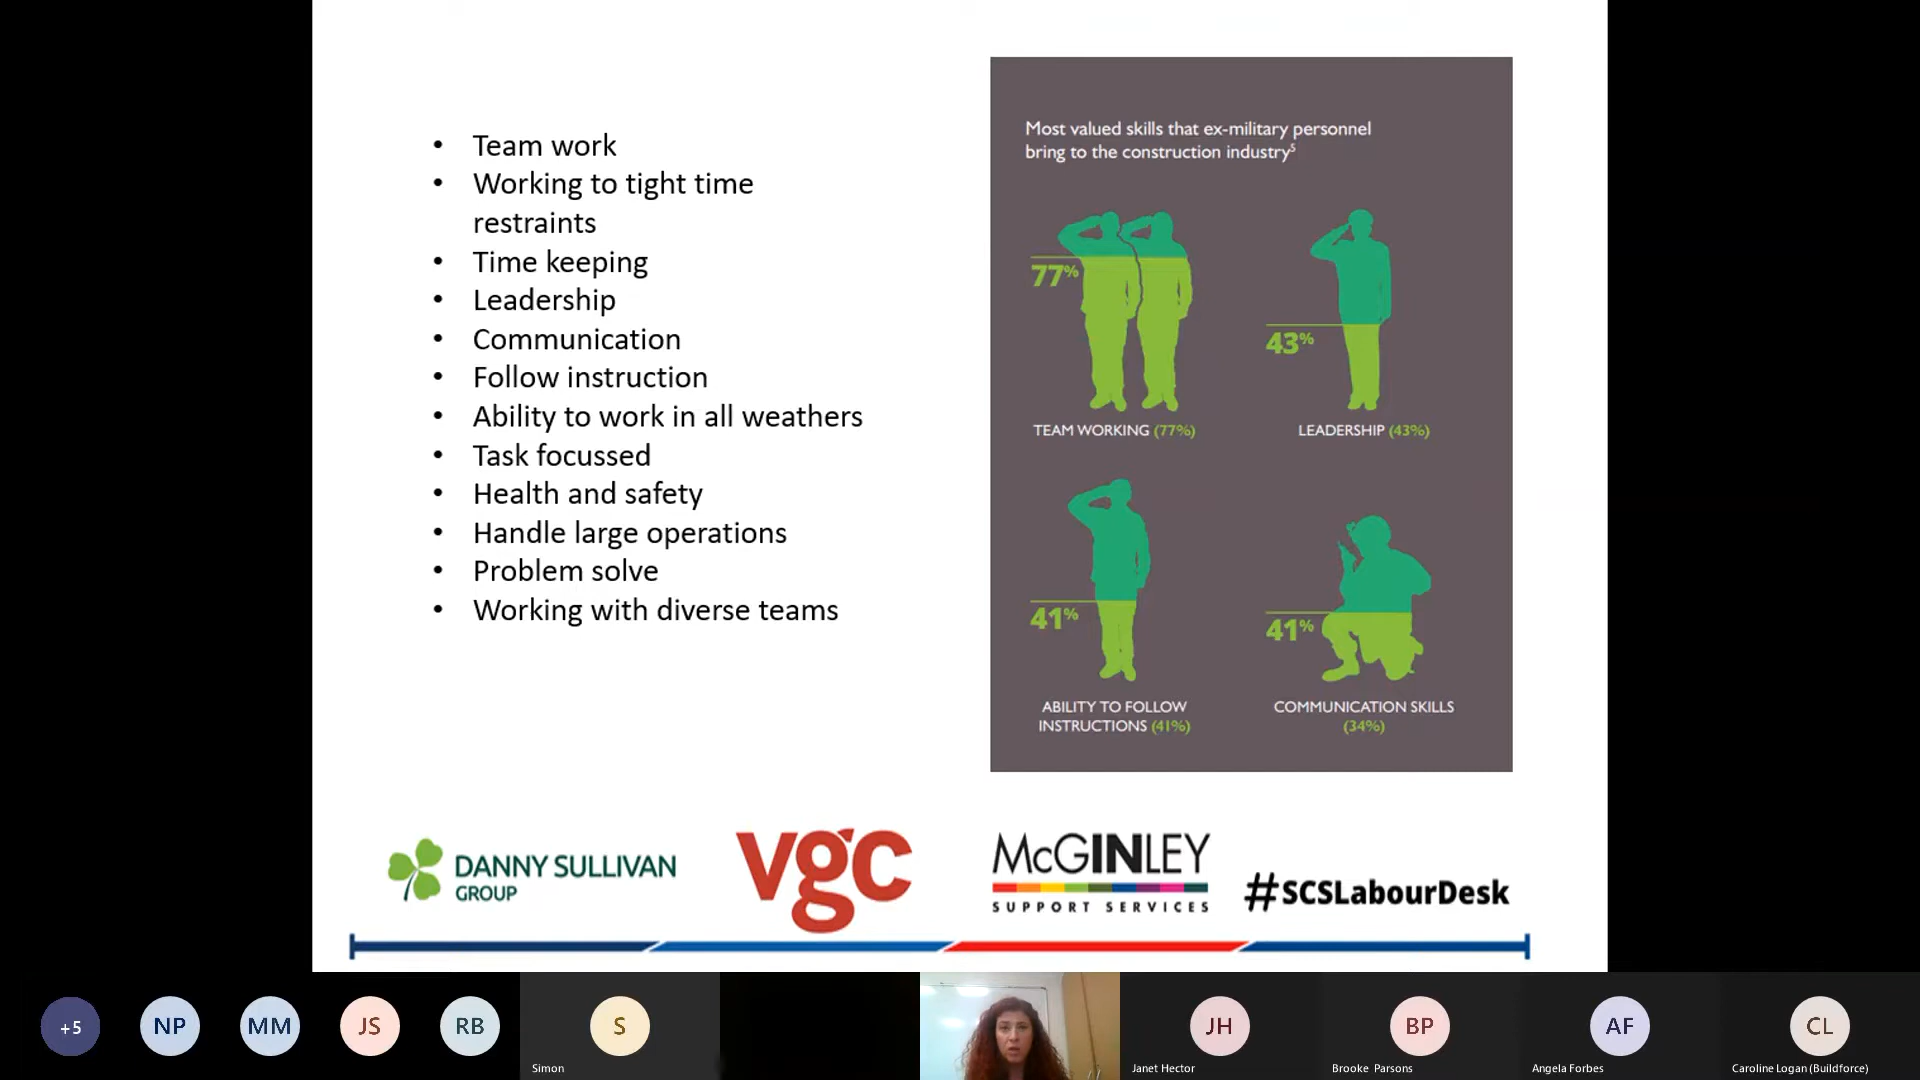 • Team work
• Working to tight time
restraints
• Time keeping
• Leadership
• Communication
• Follow instruction
• Ability to work in all weathers
• Task focussed
• Health and safety
• Handle large operations
• Problem solve
• Working with diverse teams
Most valued skills that ex-military personnel
bring to the construction industry⁵
77%
43%
TEAM WORKING (77%)
LEADERSHIP (43%)
41%
41%
ABILITY TO FOLLOW
INSTRUCTIONS (41%)
COMMUNICATION SKILLS
(34%)
DANNY SULLIVAN
GROUP
vgc
McGINLEY
SUPPORT SERVICES
#SCSLabourDesk
+5
NP
MM
JS
RB
S
Simon
JH
Janet Hector
BP
Brooke Parsons
AF
Angela Forbes
CL
Caroline Logan (Buildforce)